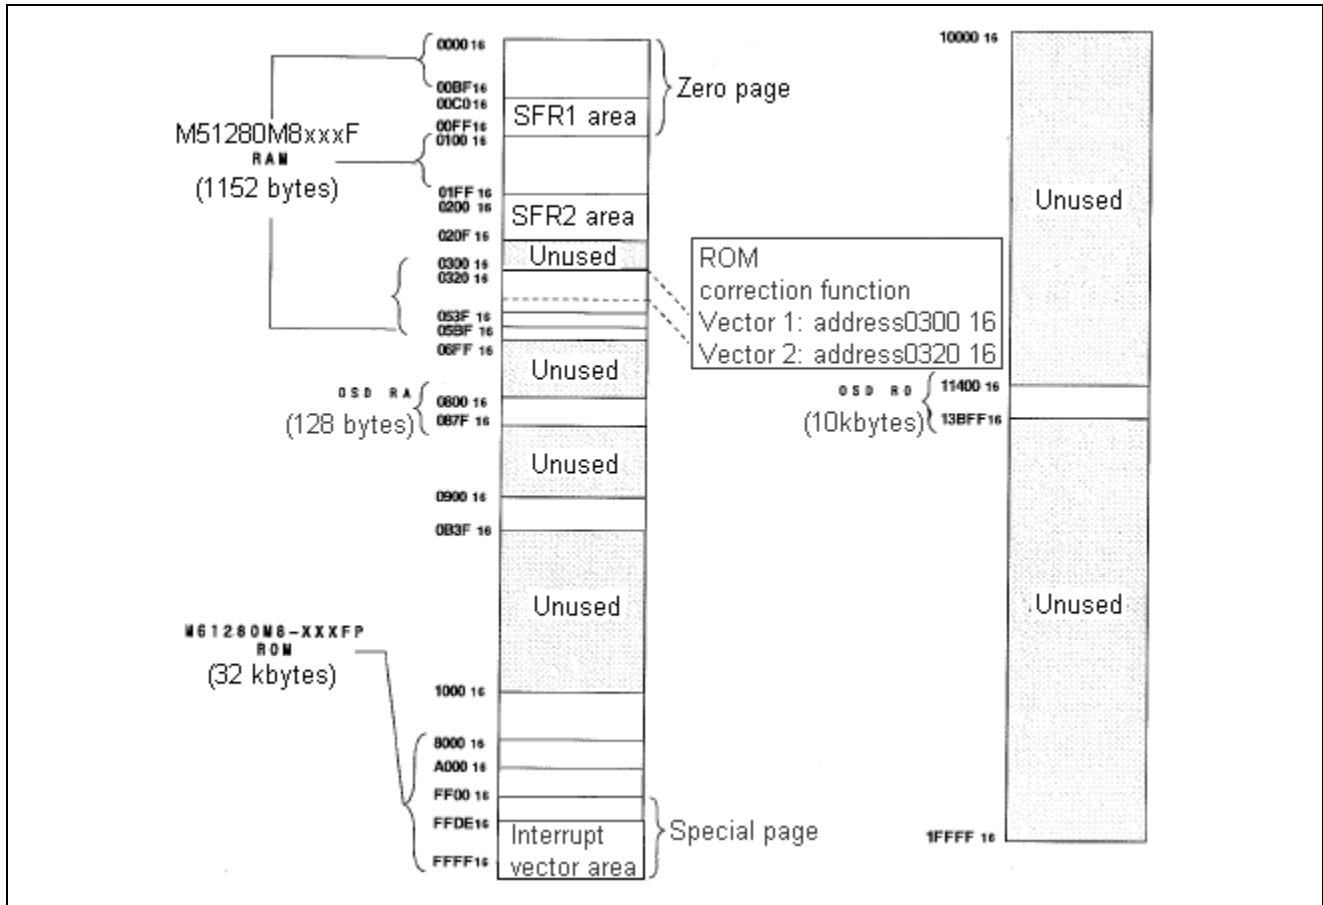 0000 16
00BF16
00C016
00FF16
0100 16
01FF 16
0200 16
020F 16
0300 16
0320 16
053F 16
05BF 16
06FF 16
0800 16
087F 16
0900 16
0B3F 16
1000 16
8000 16
A000 16
FF00 16
FFDE16
FFFF16
M51280M8xxxF
RAM
(1152 bytes)
OSD RA
(128 bytes)
M61280M8-XXXFP
ROM
(32 kbytes)
SFR1 area
SFR2 area
Unused
Unused
Unused
Unused
Interrupt
vector area
Zero page
Special page
ROM
correction function
Vector 1: address0300 16
Vector 2: address0320 16
10000 16
11400 16
13BFF16
1FFFF 16
OSD RO
(10kbytes)
Unused
Unused